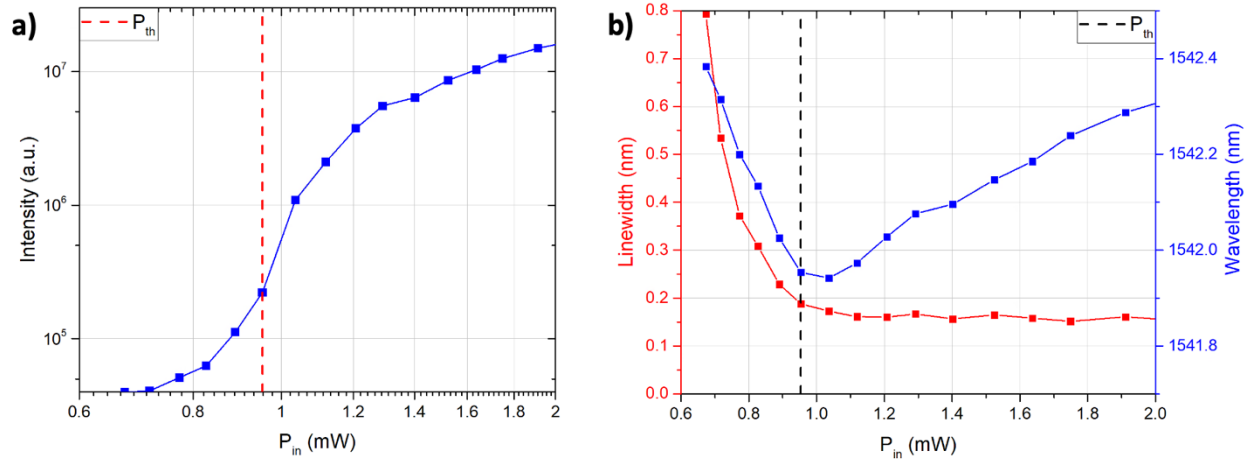 a)
P_th
Intensity (a.u.)
10^7
10^6
10^5
0.6 0.8 1 1.2 1.4 1.6 1.8 2
P_in (mW)
b)
P_th
Linewidth (nm)
0.8
0.7
0.6
0.5
0.4
0.3
0.2
0.1
0.0
0.6 0.8 1.0 1.2 1.4 1.6 1.8 2.0
P_in (mW)
1542.4
1542.2
1542.0
1541.8
Wavelength (nm)